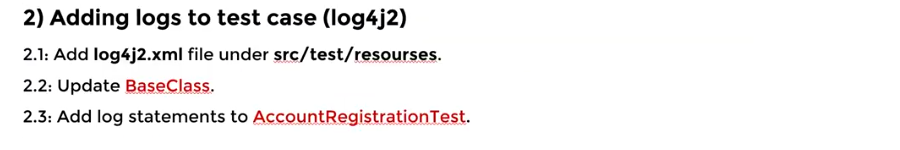 2) Adding logs to test case (log4j2)
2.1: Add log4j2.xml file under src/test/resourses.
2.2: Update BaseClass.
2.3: Add log statements to AccountRegistrationTest.